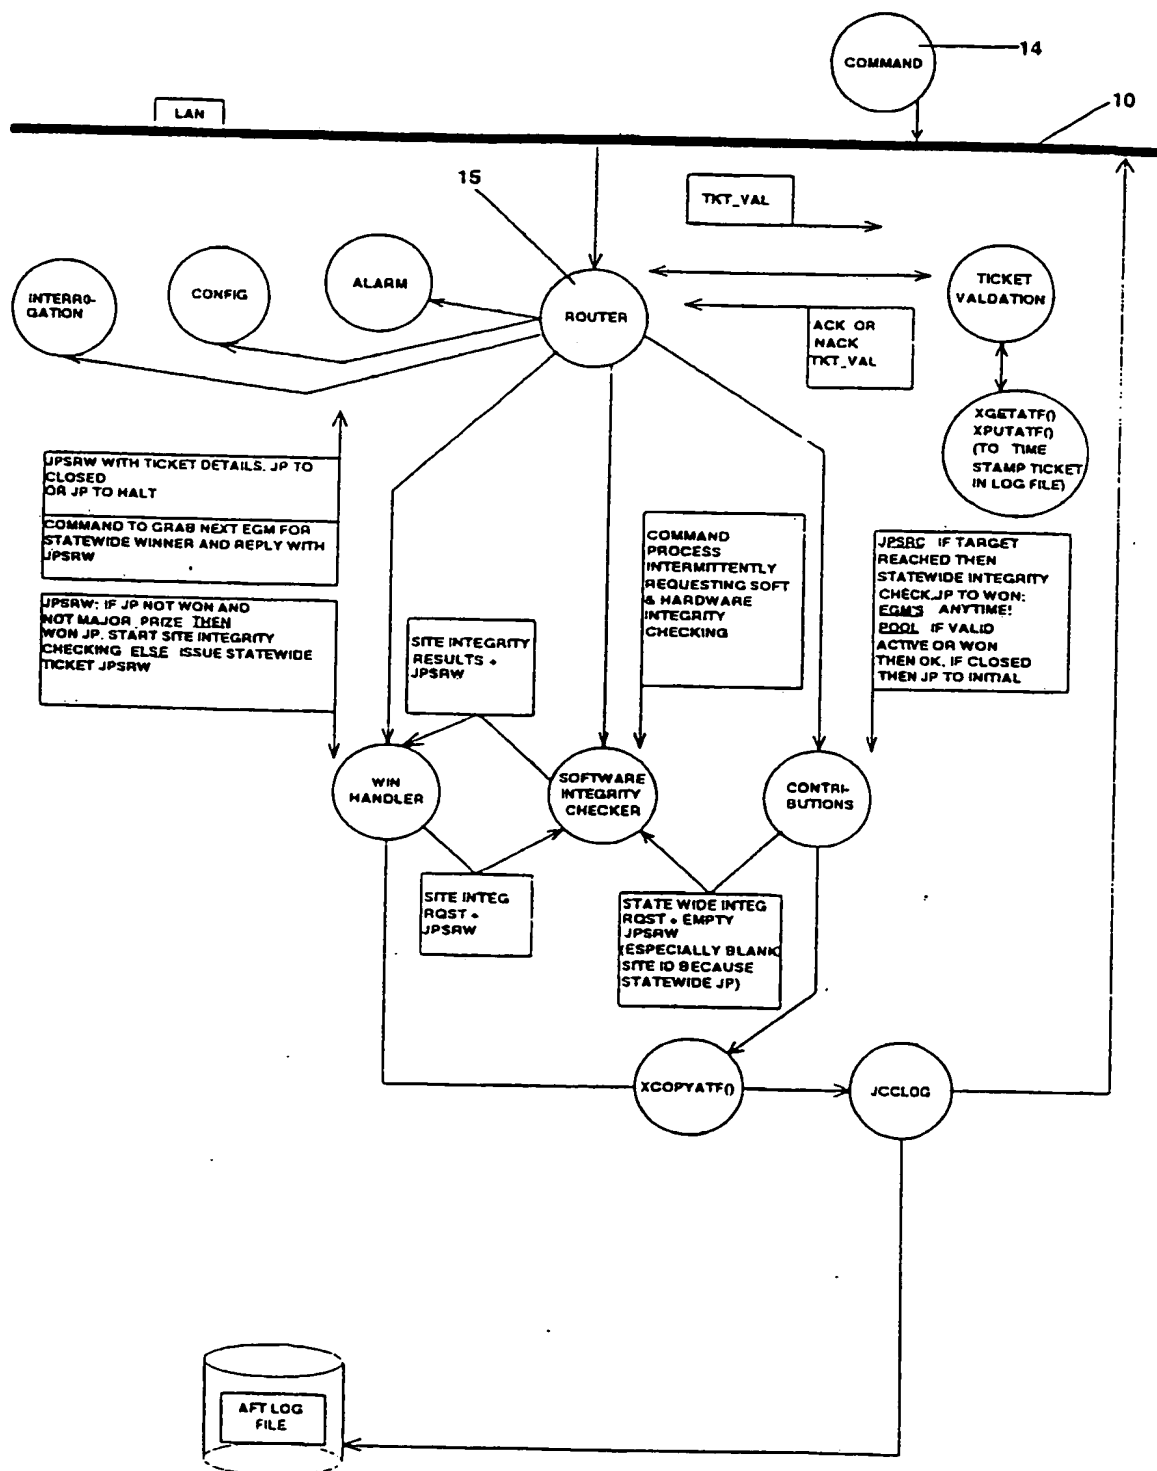 14
COMMAND
LAN
10
15
TKT_VAL
INTERRO-
GATION
CONFIG
ALARM
ROUTER
TICKET
VALDATION
ACK OR
NACK
TKT_VAL
XGETATF()
XPUTATF()
(TO TIME
STAMP TICKET
IN LOG FILE)
JPSRW WITH TICKET DETAILS. JP TO
CLOSED
OR JP TO HALT
COMMAND TO GRAB NEXT EGM FOR
STATEWIDE WINNER AND REPLY WITH
JPSRW
JPSRW: IF JP NOT WON AND
NOT MAJOR PRIZE THEN
WON JP. START SITE INTEGRITY
CHECKING ELSE ISSUE STATEWIDE
TICKET JPSRW
SITE INTEGRITY
RESULTS +
JPSRW
COMMAND
PROCESS
INTERMITTENTLY
REQUESTING SOFT
& HARDWARE
INTEGRITY
CHECKING
JPSRC IF TARGET
REACHED THEN
STATEWIDE INTEGRITY
CHECK.JP TO WON:
EGM'S ANYTIME!
POOL IF VALID
ACTIVE OR WON
THEN OK. IF CLOSED
THEN JP TO INITIAL
WIN
HANDLER
SOFTWARE
INTEGRITY
CHECKER
CONTRI-
BUTIONS
SITE INTEG
RQST +
JPSRW
STATE WIDE INTEG
RQST + EMPTY
JPSRW
(ESPECIALLY BLANK
SITE ID BECAUSE
STATEWIDE JP)
XCOPYATF()
JCCLOG
AFT LOG
FILE